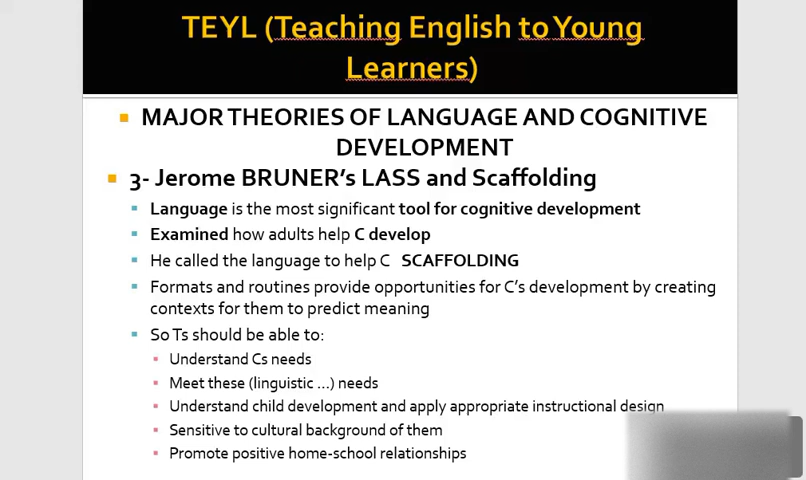 TEYL (Teaching English to Young
Learners)
MAJOR THEORIES OF LANGUAGE AND COGNITIVE
DEVELOPMENT
3- Jerome BRUNER's LASS and Scaffolding
Language is the most significant tool for cognitive development
Examined how adults help C develop
He called the language to help C SCAFFOLDING
Formats and routines provide opportunities for C's development by creating
contexts for them to predict meaning
So Ts should be able to:
Understand Cs needs
Meet these (linguistic ...) needs
Understand child development and apply appropriate instructional design
Sensitive to cultural background of them
Promote positive home-school relationships